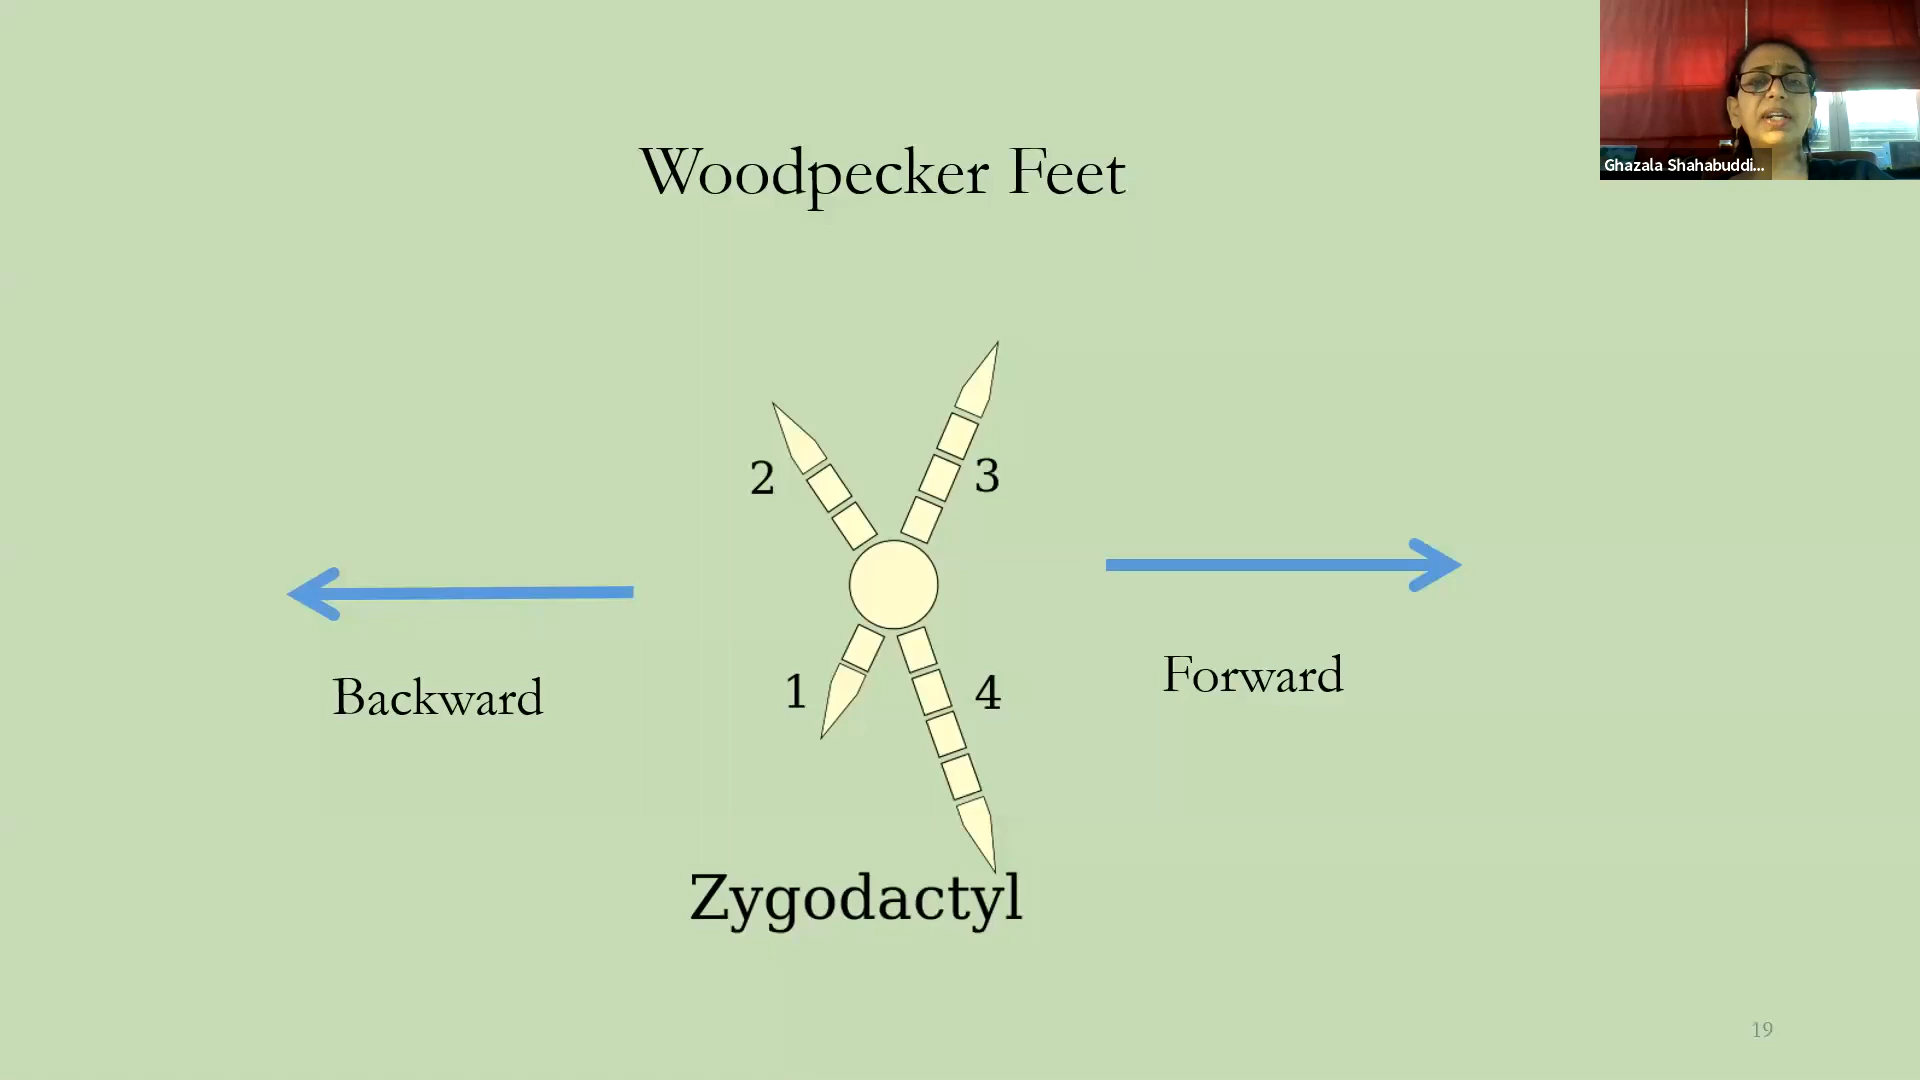 Ghazala Shahabuddi...
Woodpecker Feet
2
3
Backward
1
4
Forward
Zygodactyl
19